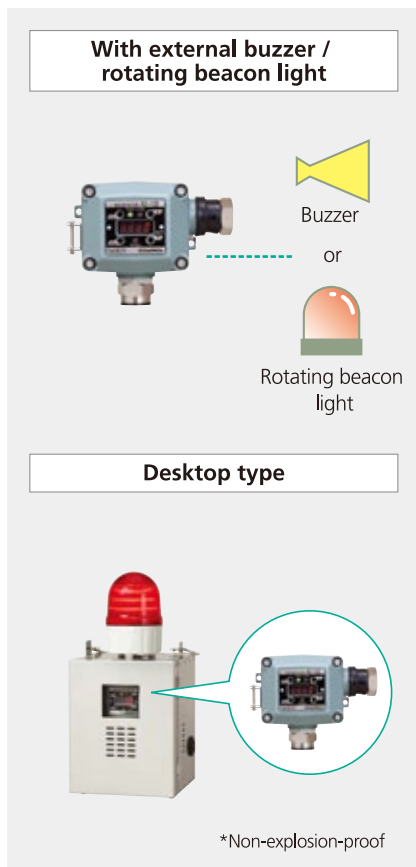 With external buzzer /
rotating beacon light
Buzzer
or
Rotating beacon
light
Desktop type
*Non-explosion-proof